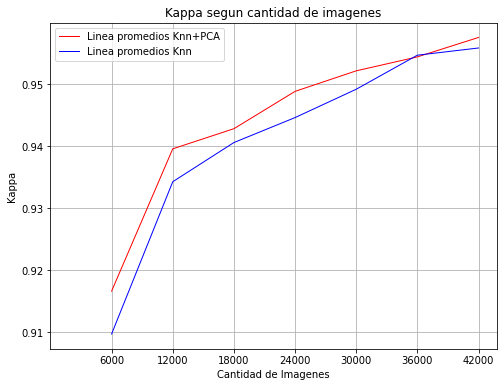 Kappa segun cantidad de imagenes
Linea promedios Knn+PCA
Linea promedios Knn
Kappa
0.95
0.94
0.93
0.92
0.91
6000 12000 18000 24000 30000 36000 42000
Cantidad de Imagenes